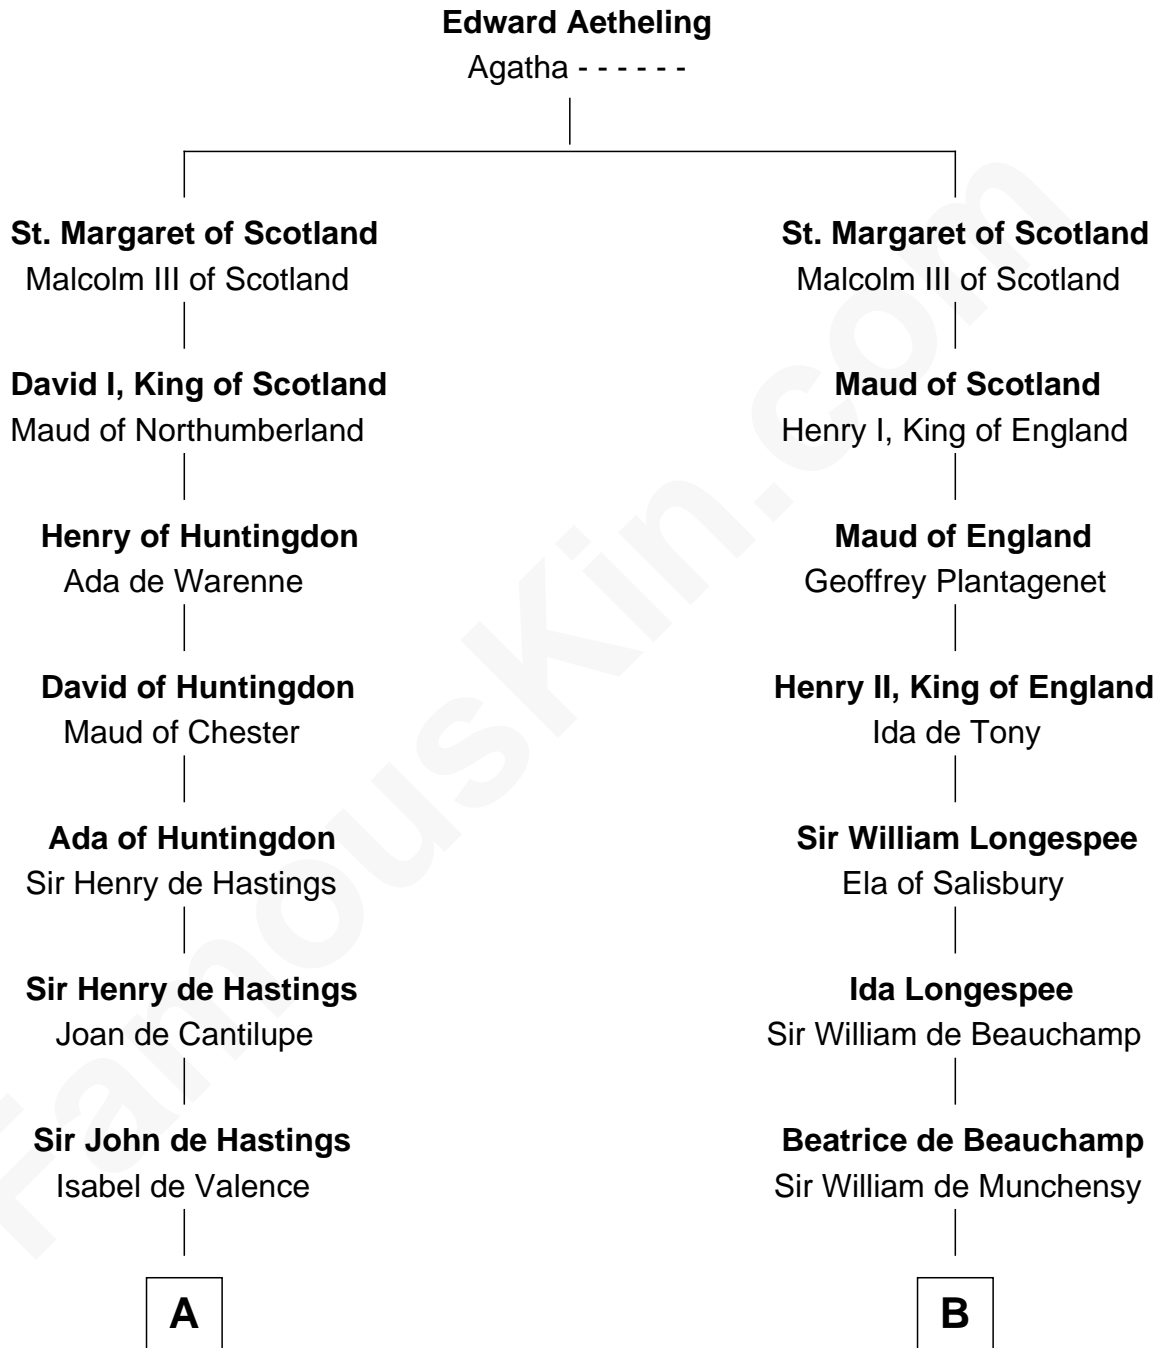 Edward Aetheling
Agatha - - - - - -
St. Margaret of Scotland
Malcolm III of Scotland
St. Margaret of Scotland
Malcolm III of Scotland
David I, King of Scotland
Maud of Northumberland
Maud of Scotland
Henry I, King of England
Henry of Huntingdon
Ada de Warenne
Maud of England
Geoffrey Plantagenet
David of Huntingdon
Maud of Chester
Henry II, King of England
Ida de Tony
Ada of Huntingdon
Sir Henry de Hastings
Sir William Longespee
Ela of Salisbury
Sir Henry de Hastings
Joan de Cantilupe
Ida Longespee
Sir William de Beauchamp
Sir John de Hastings
Isabel de Valence
Beatrice de Beauchamp
Sir William de Munchensy
A
B
FamousKin.com